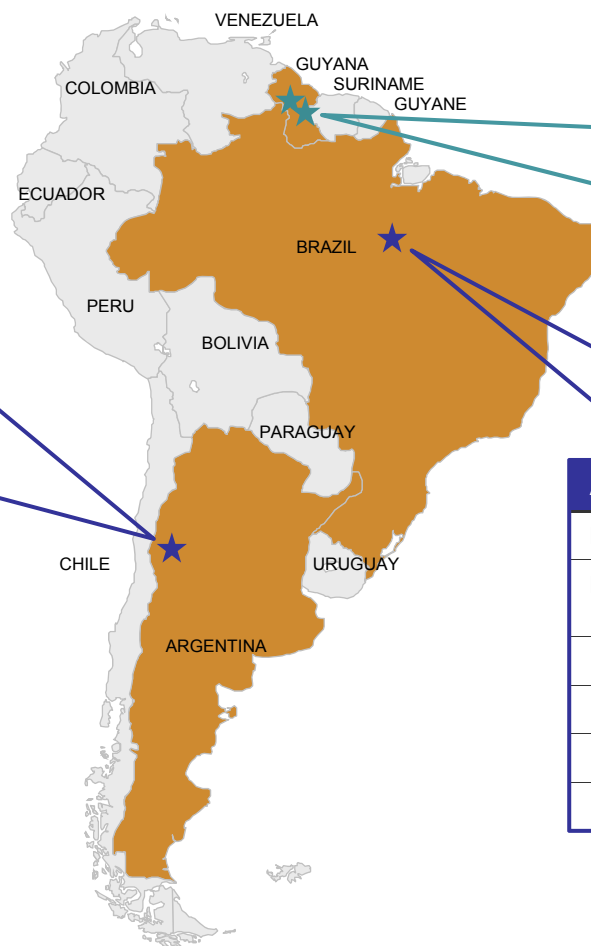 VENEZUELA
GUYANA
SURINAME
COLOMBIA
GUYANE
ECUADOR
BRAZIL
PERU
BOLIVIA
PARAGUAY
CHILE
URUGUAY
ARGENTINA